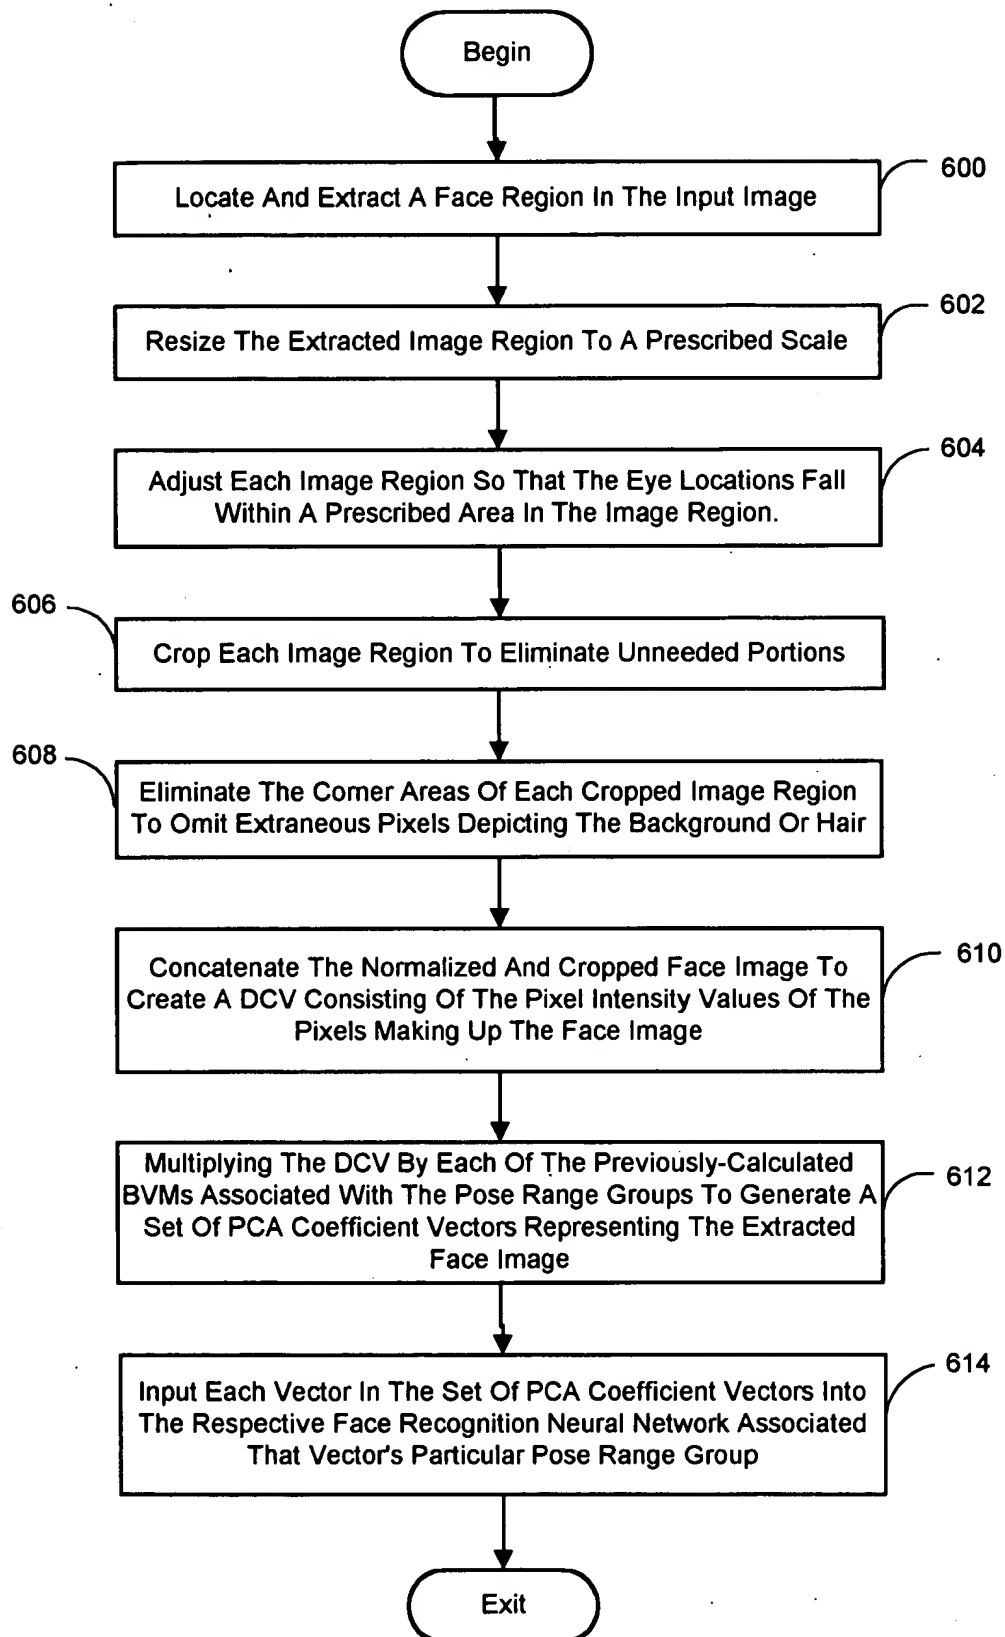 Begin
600
Locate And Extract A Face Region In The Input Image
602
Resize The Extracted Image Region To A Prescribed Scale
604
Adjust Each Image Region So That The Eye Locations Fall
Within A Prescribed Area In The Image Region.
606
Crop Each Image Region To Eliminate Unneeded Portions
608
Eliminate The Corner Areas Of Each Cropped Image Region
To Omit Extraneous Pixels Depicting The Background Or Hair
610
Concatenate The Normalized And Cropped Face Image To
Create A DCV Consisting Of The Pixel Intensity Values Of The
Pixels Making Up The Face Image
612
Multiplying The DCV By Each Of The Previously-Calculated
BVMs Associated With The Pose Range Groups To Generate A
Set Of PCA Coefficient Vectors Representing The Extracted
Face Image
614
Input Each Vector In The Set Of PCA Coefficient Vectors Into
The Respective Face Recognition Neural Network Associated
That Vector's Particular Pose Range Group
Exit